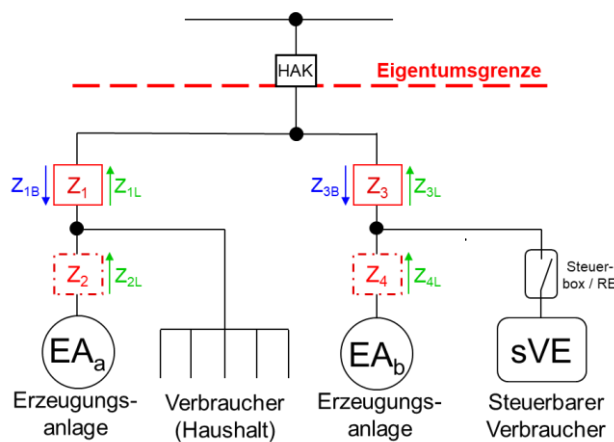 HAK
Eigentumsgrenze
Z1B
Z1
Z1L
Z3B
Z3
Z3L
Z2
Z2L
Z4
Z4L
Steuer-
box / RE
EAa
EAb
sVE
Erzeugungs-
anlage
Verbraucher
(Haushalt)
Erzeugungs-
anlage
Steuerbarer
Verbraucher